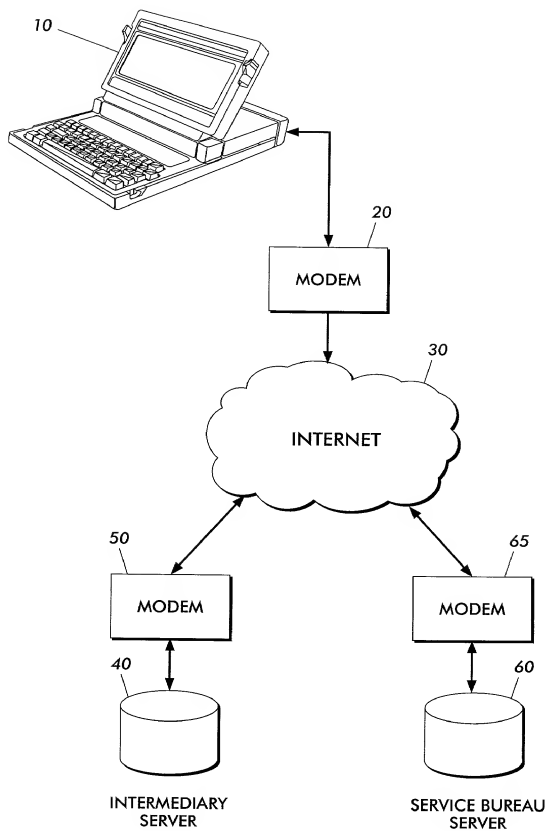 10
20
MODEM
30
INTERNET
50
MODEM
65
MODEM
40
60
INTERMEDIARY
SERVER
SERVICE BUREAU
SERVER